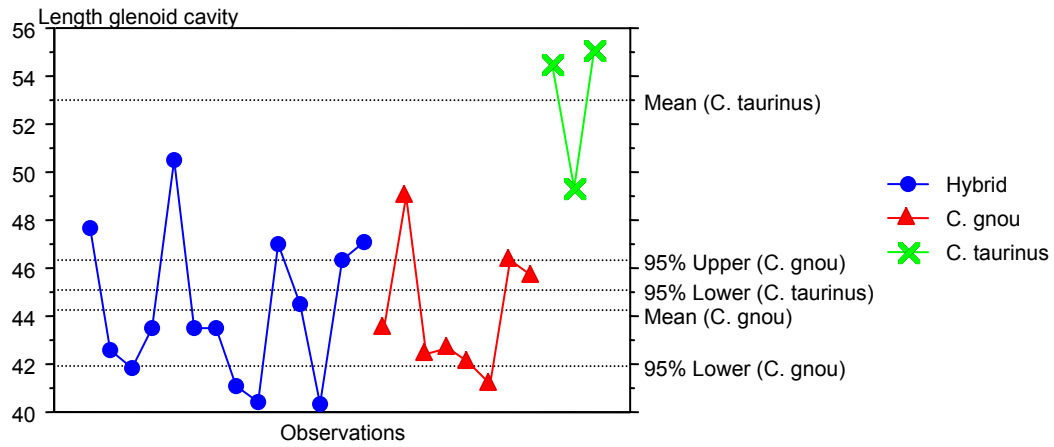 Length glenoid cavity
56
54
52
50
48
46
44
42
40
Mean (C. taurinus)
95% Upper (C. gnou)
95% Lower (C. taurinus)
Mean (C. gnou)
95% Lower (C. gnou)
Hybrid
C. gnou
C. taurinus
Observations